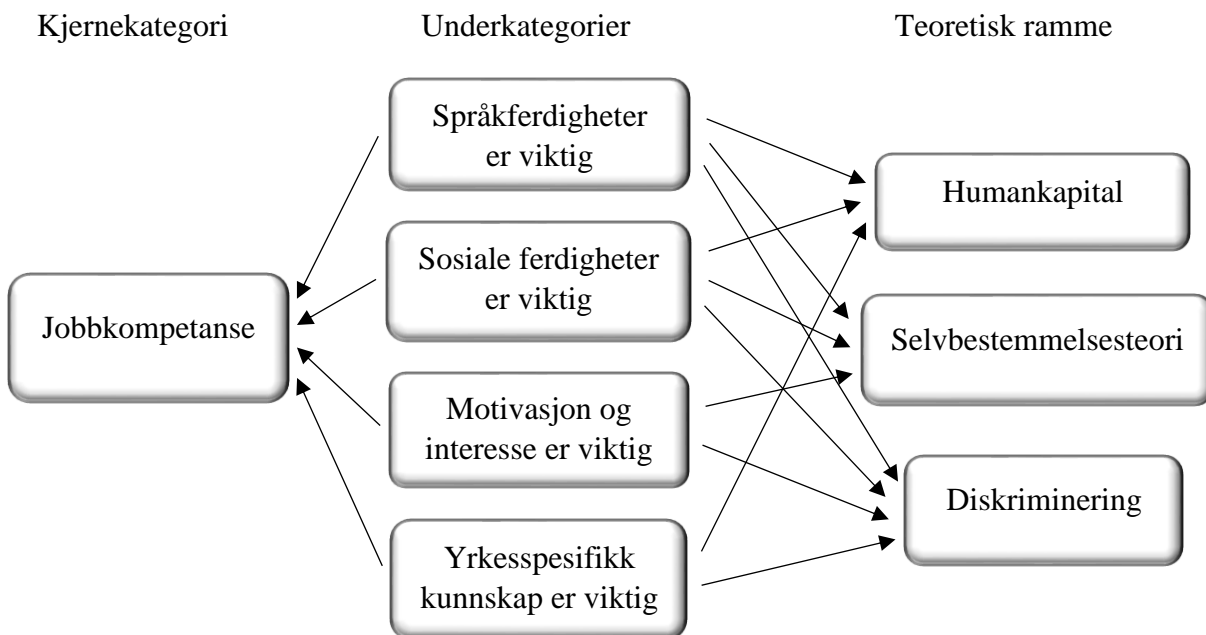 Kjernekategori
Underkategorier
Teoretisk ramme
Språkferdigheter
er viktig
Sosiale ferdigheter
er viktig
Motivasjon og
interesse er viktig
Yrkesspesifikk
kunnskap er viktig
Jobbkompetanse
Humankapital
Selvbestemmelsesteori
Diskriminering